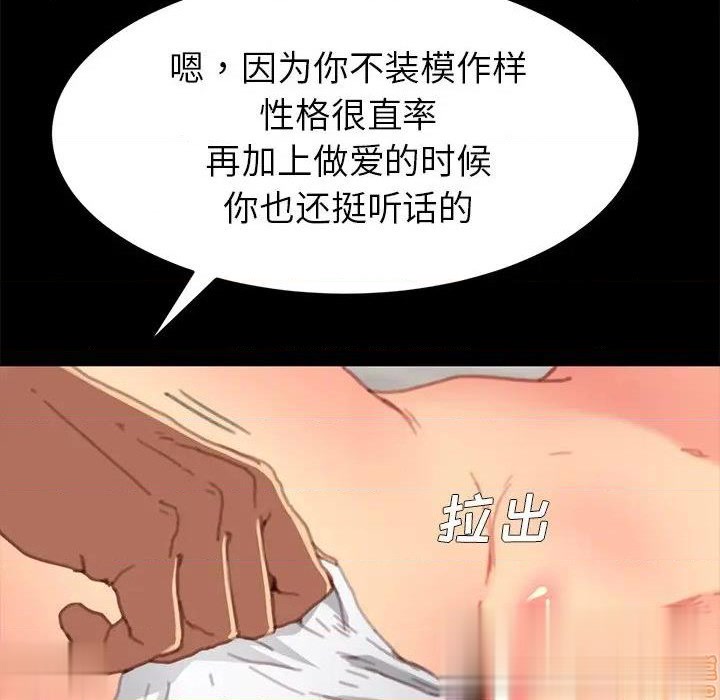 嗯，因为你不装模作样
性格很直率
再加上做爱的时候
你也还挺听话的
拉出